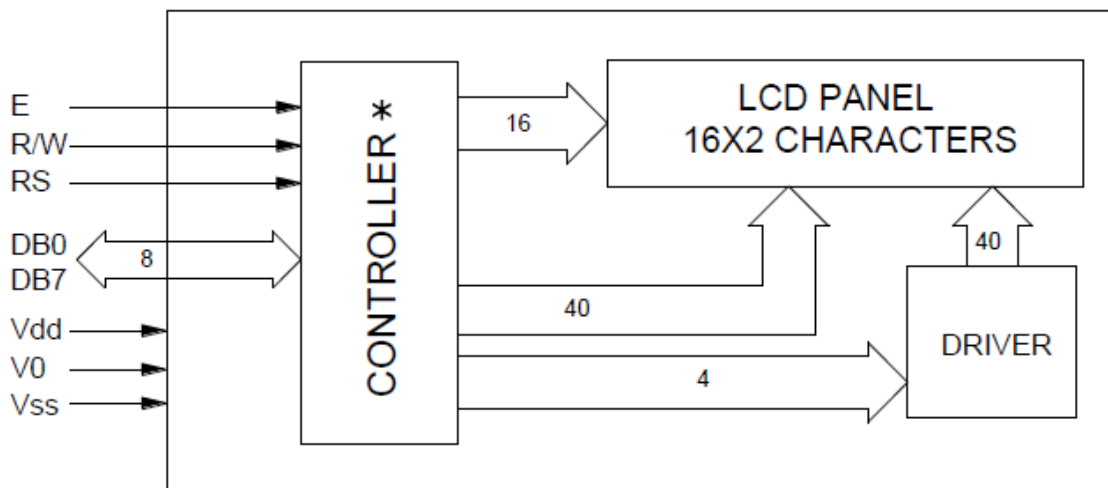 E
R/W
RS
DB0
DB7
8
Vdd
V0
Vss
CONTROLLER *
16
LCD PANEL
16X2 CHARACTERS
40
40
4
DRIVER